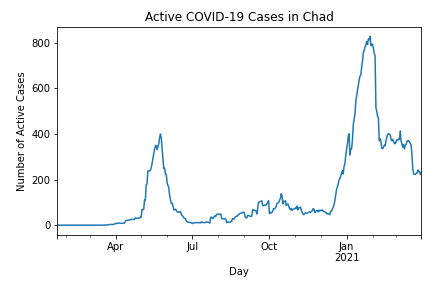 Active COVID-19 Cases in Chad
Number of Active Cases
800
600
400
200
0
Apr
Jul
Oct
Jan
2021
Day